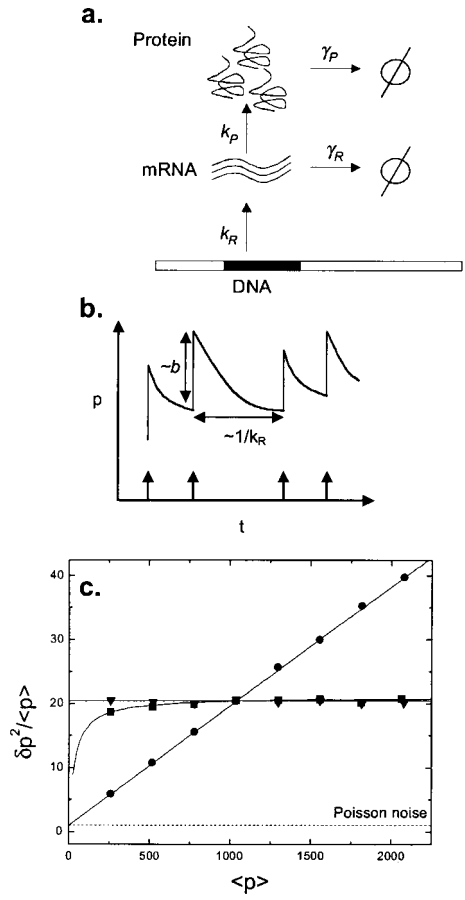 a.
Protein
γP
kP
mRNA
γR
kR
DNA
b.
p
~b
~1/kR
t
c.
40
30
20
10
0
δp²/<p>
Poisson noise
0 500 1000 1500 2000
<p>